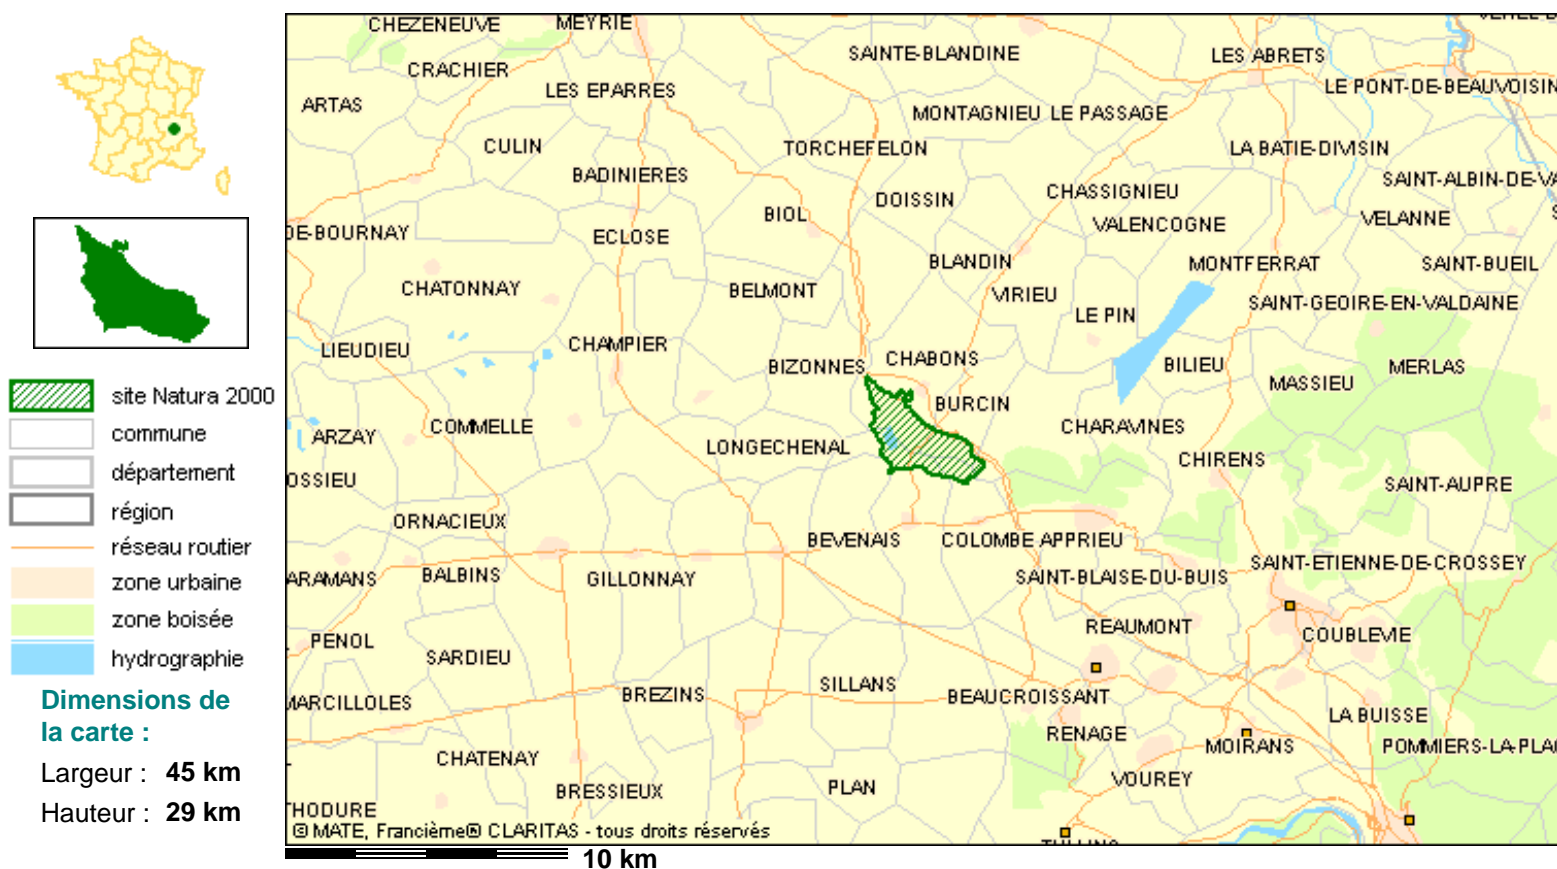 site Natura 2000
commune
département
région
réseau routier
zone urbaine
zone boisée
hydrographie
Dimensions de
la carte :
Largeur : 45 km
Hauteur : 29 km
CHEZENEUVE
MEYRIE
SAINTE-BLANDINE
LES ABRETS
CRACHIER
LES EPARRES
LE PONT-DE-BEAUVOISIN
ARTAS
MONTAGNIEU
LE PASSAGE
CULIN
TORCHEFELON
LA BATIE-DIVISIN
BADINIERES
SAINT-ALBIN-DE-VA
CHASSIGNIEU
DOISSIN
BIOL
VALENCOGNE
VELANNE
DE-BOURNAY
ECLOSE
BLANDIN
MONTFERRAT
SAINT-BUEIL
CHATONNAY
BELMONT
VIRIEU
SAINT-GEOIRE-EN-VALDAINE
LE PIN
LIEUDIEU
CHAMPIER
BIZONNES
CHABONS
BILIEU
MERLAS
MASSIEU
BURCIN
ARZAY
COMMELLE
CHARAVINES
LONGECHENAL
CHIRENS
OSSIEU
SAINT-AUPRE
ORNACIEUX
BEVENAIS
COLOMBE
APPRIEU
SAINT-ETIENNE-DE-CROSSEY
ARAMANS
BALBINS
GILLONNAY
SAINT-BLAISE-DU-BUIS
PENOL
REAUMONT
COUBLEVIE
SARDIEU
SILLANS
MARCILLOLES
BREZINS
BEAUCROISSANT
LA BUISSE
RENAGE
MOIRANS
POMMIERS-LA-PLAC
CHATENAY
VOUREY
BRESSIEUX
PLAN
THODURE
© MATE, Francième® CLARITAS - tous droits réservés
TULLINS
10 km